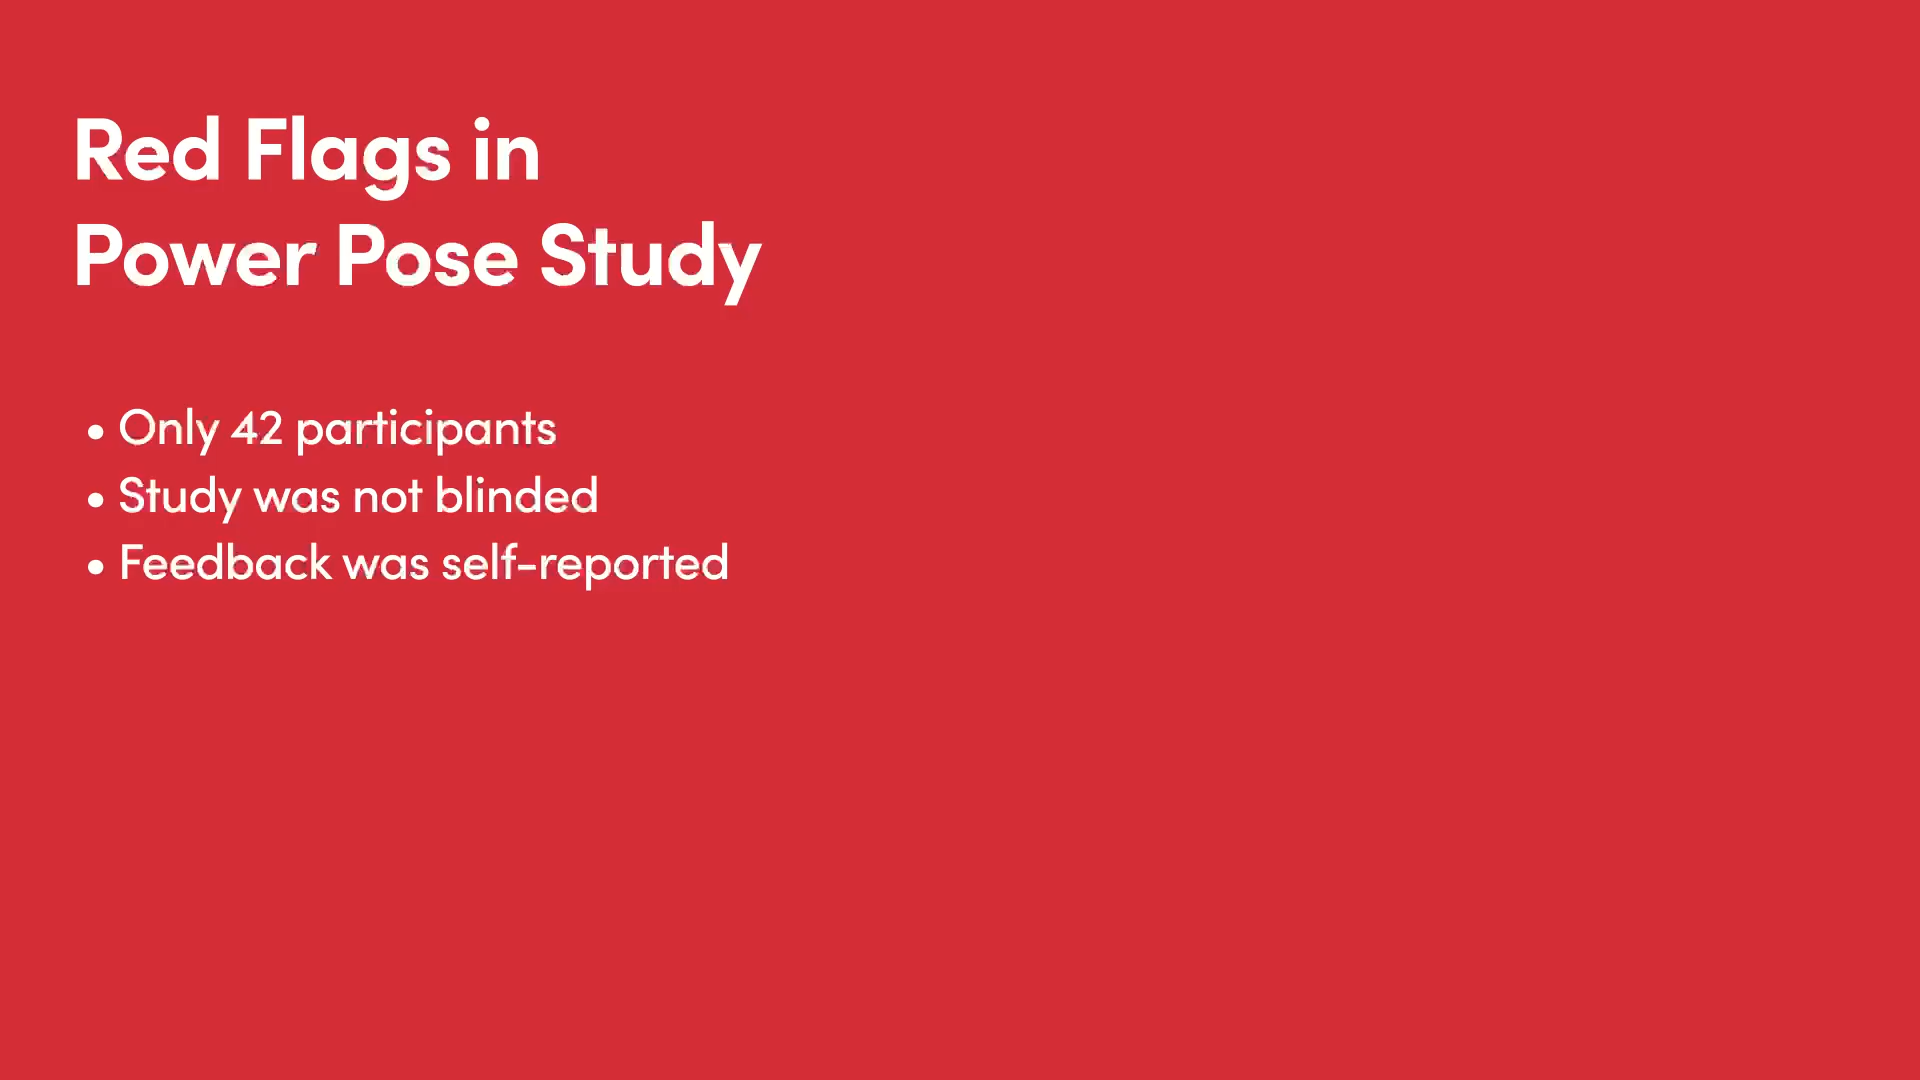 Red Flags in
Power Pose Study
• Only 42 participants
• Study was not blinded
• Feedback was self-reported